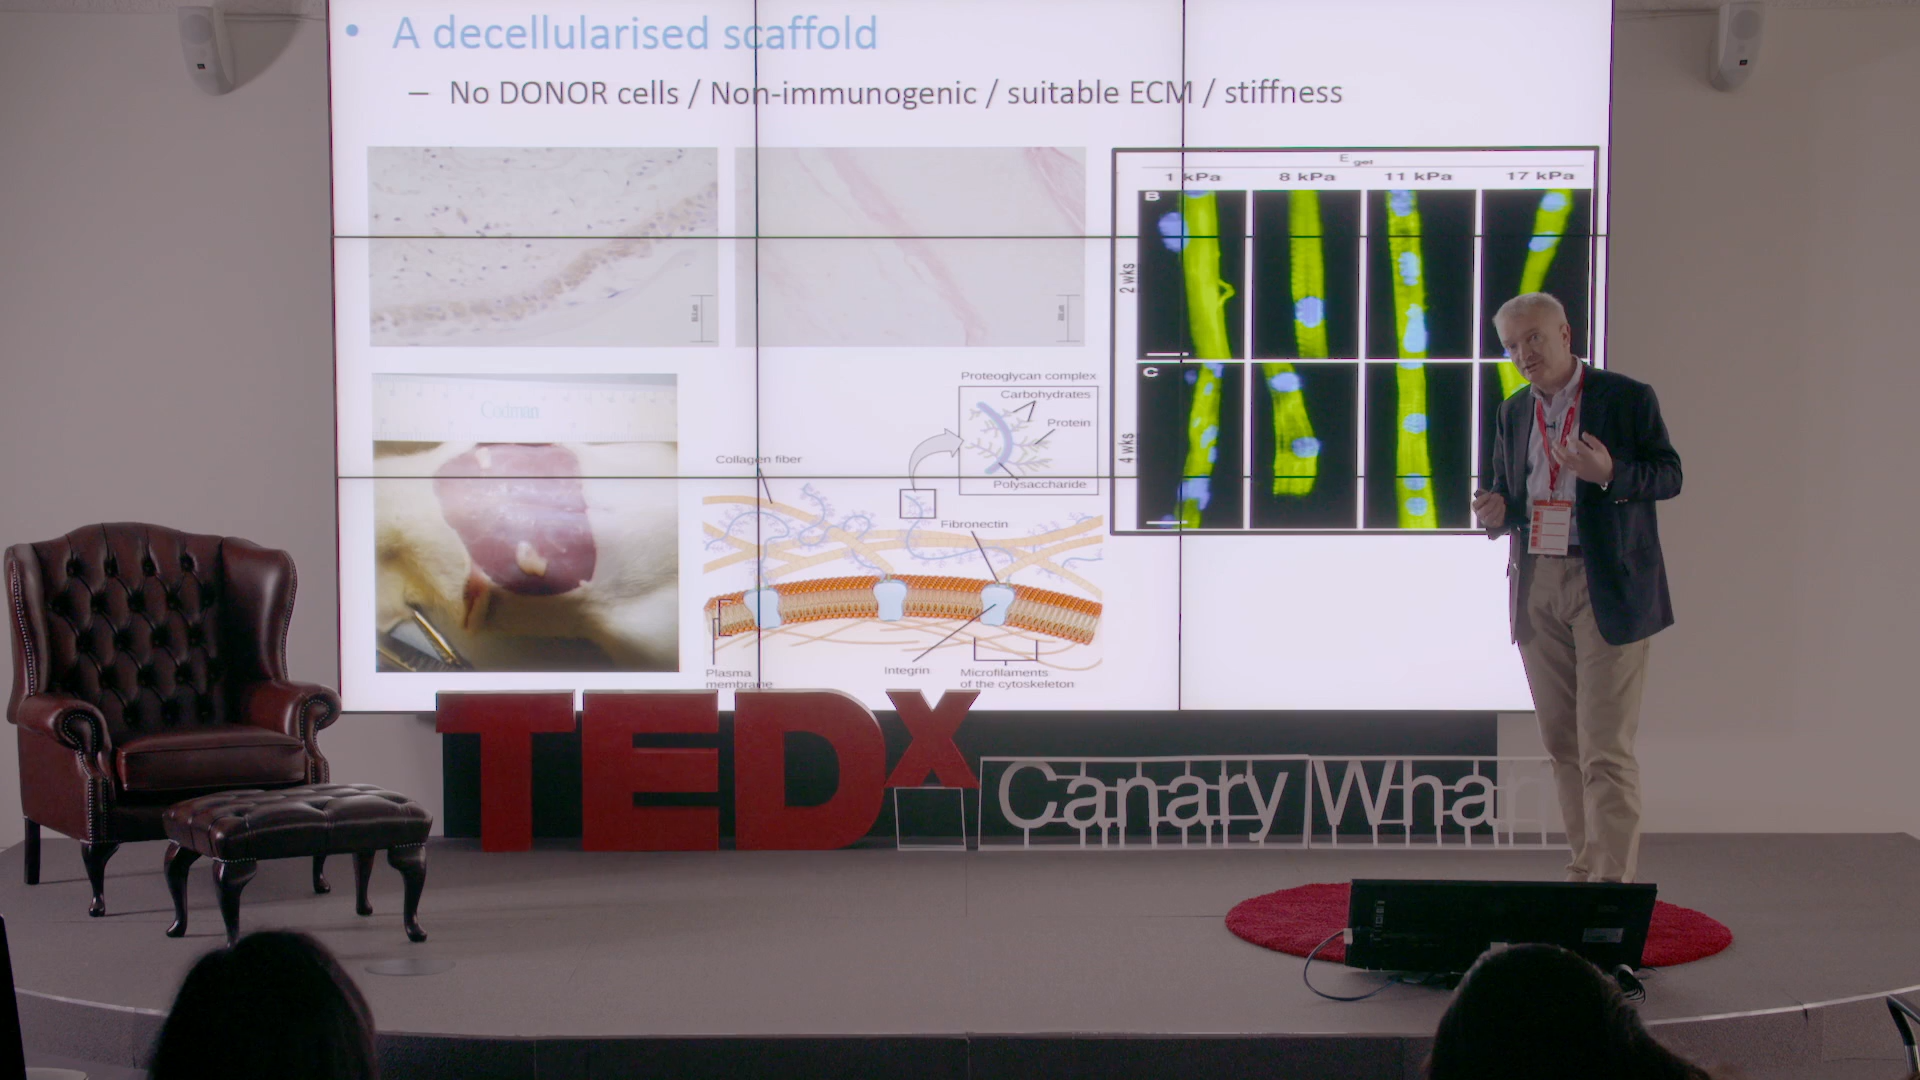 • A decellularised scaffold
– No DONOR cells / Non-immunogenic / suitable ECM / stiffness
E gel
1 kPa 8 kPa 11 kPa 17 kPa
B
2 wks
C
4 wks
Codman
Proteoglycan complex
Carbohydrates
Protein
Polysaccharide
Collagen fiber
Fibronectin
Integrin
Plasma
membrane
Microfilaments
of the cytoskeleton
TEDx
Canary Whar